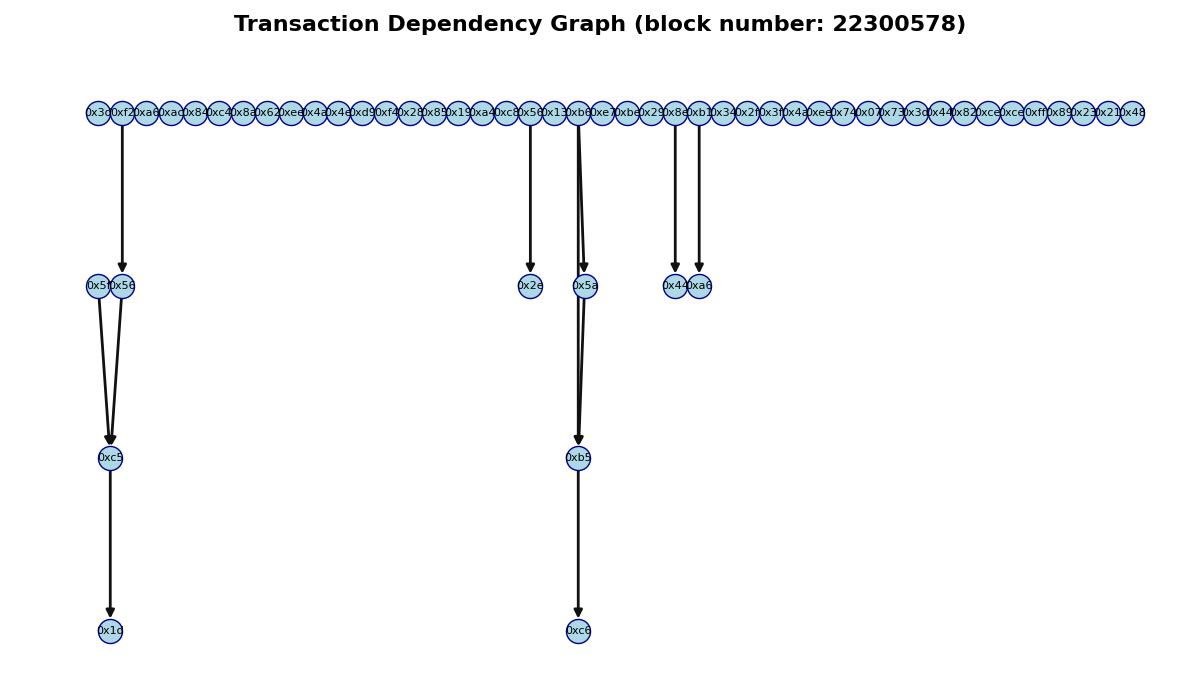 Transaction Dependency Graph (block number: 22300578)
0x3d 0xf2 0xa6 0xad 0x84 0xc4 0x8a 0x62 0xee 0x4a 0x4e 0xd9 0xf4 0x28 0x85 0x19 0xa4 0xc8 0x56 0x13 0xb6 0xe7 0xbe 0x29 0x8e 0xb1 0x34 0x2f 0x3f 0x4a 0xee 0x74 0x07 0x73 0x3d 0x44 0x82 0xce 0xce 0xff 0x89 0x23 0x21 0x48
0x5f 0x56 0x2e 0x5a 0x44 0xa6
0xc5 0xb5
0x1d 0xc6